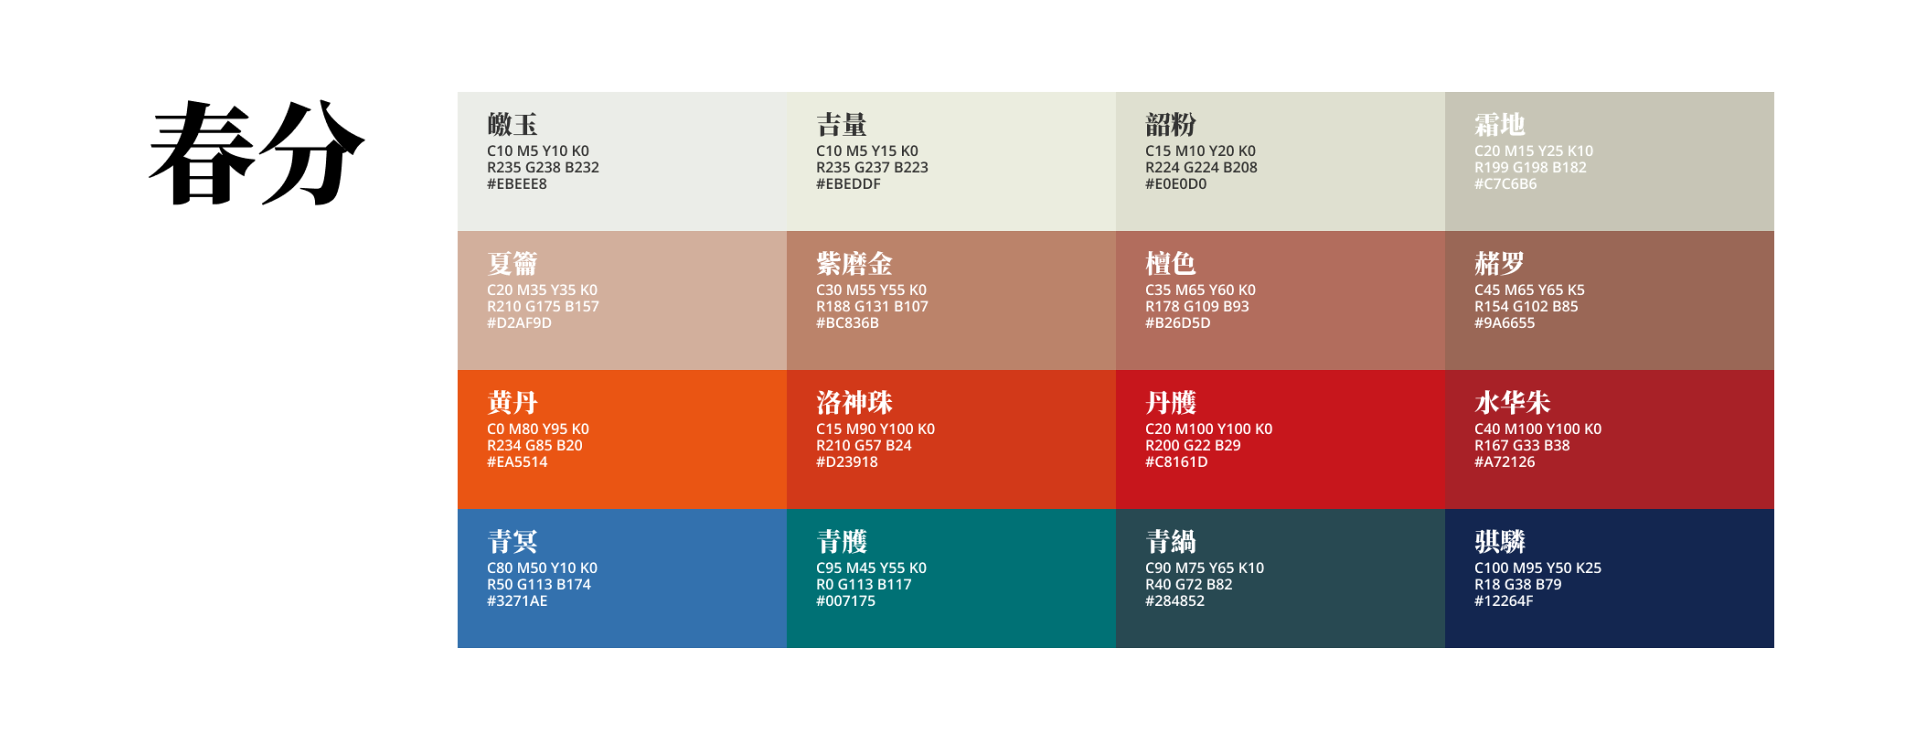 春分
皦玉
C10 M5 Y10 K0
R235 G238 B232
#EBEEE8
吉量
C10 M5 Y15 K0
R235 G237 B223
#EBEDDF
韶粉
C15 M10 Y20 K0
R224 G224 B208
#E0E0D0
霜地
C20 M15 Y25 K10
R199 G198 B182
#C7C6B6
夏籥
C20 M35 Y35 K0
R210 G175 B157
#D2AF9D
紫磨金
C30 M55 Y55 K0
R188 G131 B107
#BC836B
檀色
C35 M65 Y60 K0
R178 G109 B93
#B26D5D
赭罗
C45 M65 Y65 K5
R154 G102 B85
#9A6655
黄丹
C0 M80 Y95 K0
R234 G85 B20
#EA5514
洛神珠
C15 M90 Y100 K0
R210 G57 B24
#D23918
丹雘
C20 M100 Y100 K0
R200 G22 B29
#C8161D
水华朱
C40 M100 Y100 K0
R167 G33 B38
#A72126
青冥
C80 M50 Y10 K0
R50 G113 B174
#3271AE
青雘
C95 M45 Y55 K0
R0 G113 B117
#007175
青緺
C90 M75 Y65 K10
R40 G72 B82
#284852
骐驎
C100 M95 Y50 K25
R18 G38 B79
#12264F